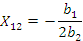 X₁₂ = − b₁ / 2b₂